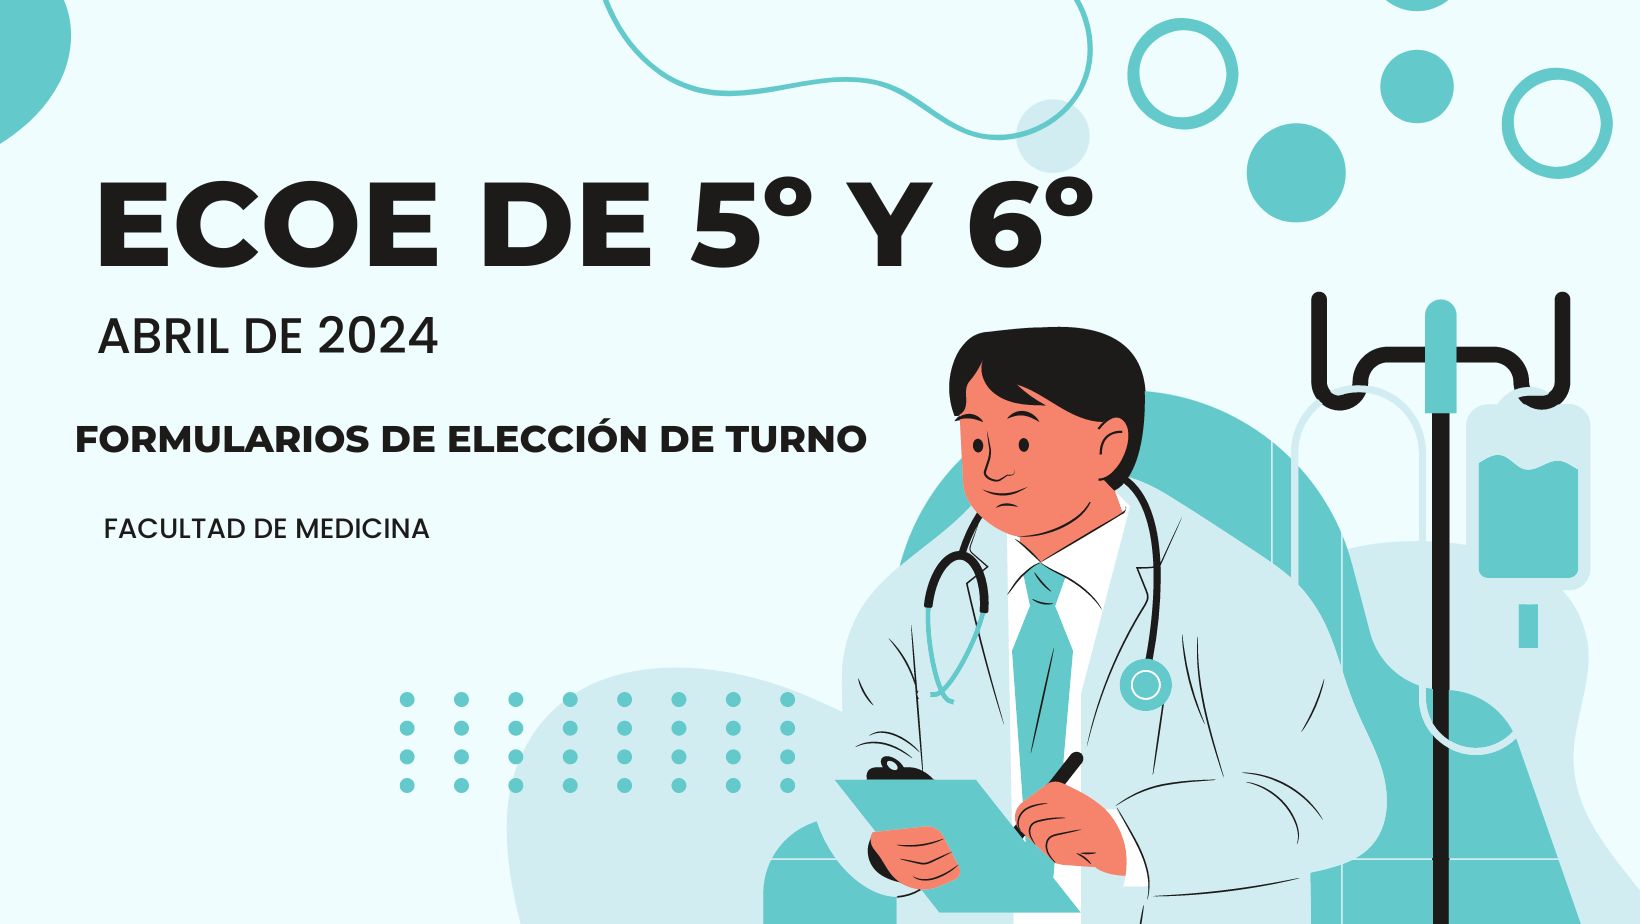 ECOE DE 5º Y 6º
ABRIL DE 2024
FORMULARIOS DE ELECCIÓN DE TURNO
FACULTAD DE MEDICINA